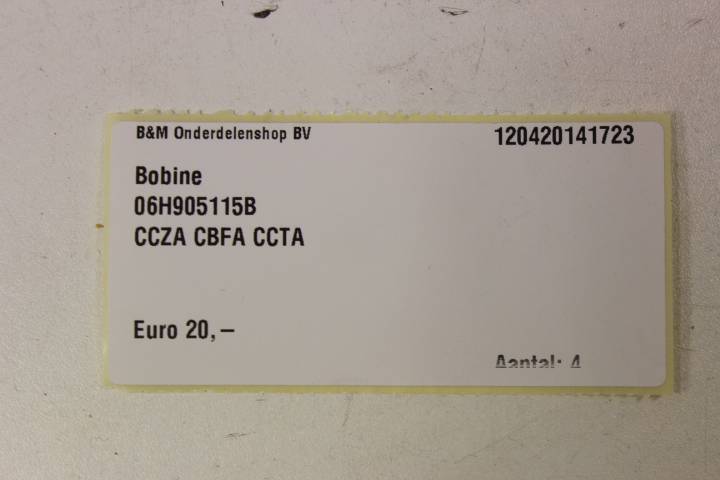 B&M Onderdelenshop BV 120420141723
Bobine
06H905115B
CCZA CBFA CCTA
Euro 20,—
Aantal: 4